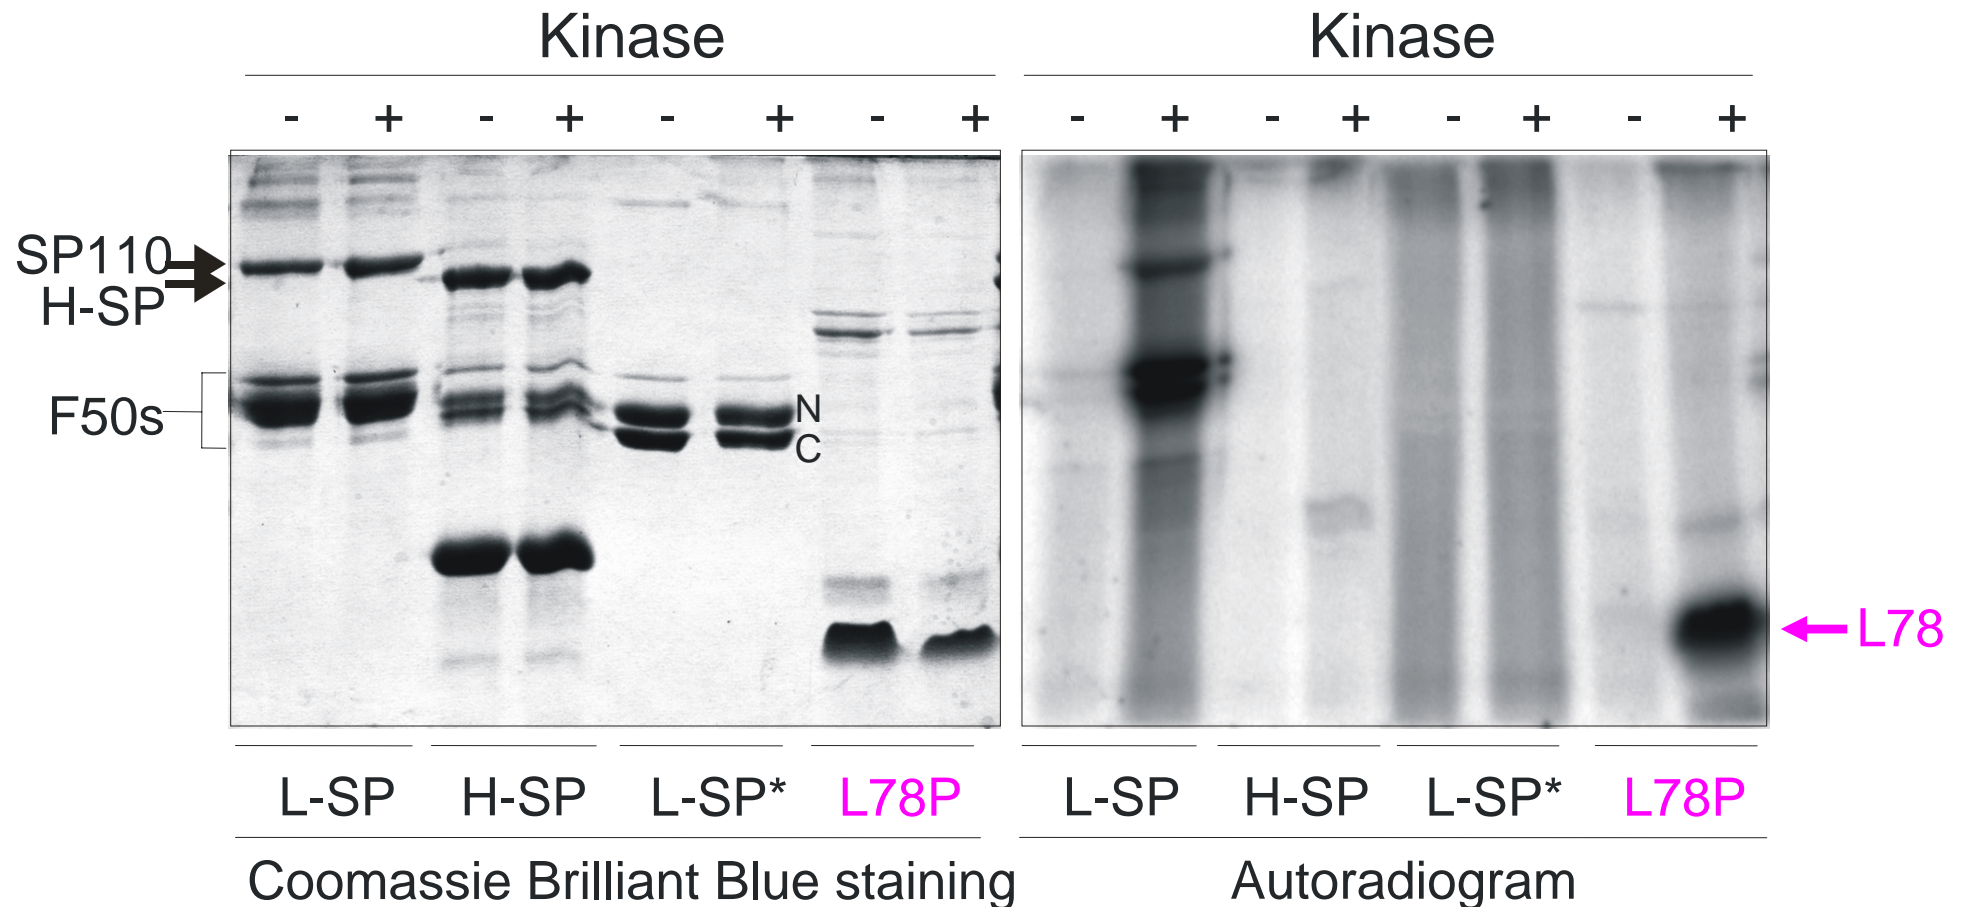 Kinase Kinase
- + - + - + - + - + - + - + - +
SP110
H-SP
F50s
N
C
L78
L-SP H-SP L-SP* L78P L-SP H-SP L-SP* L78P
Coomassie Brilliant Blue staining Autoradiogram